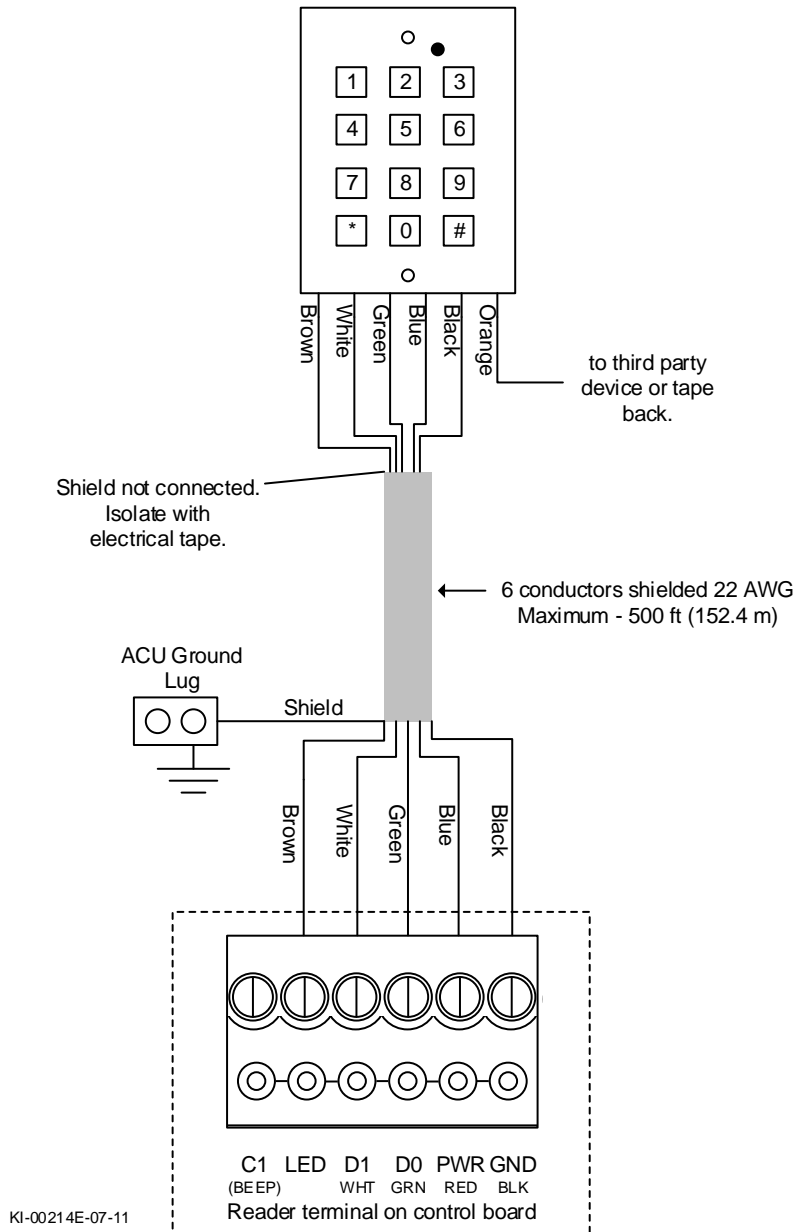 1 2 3
4 5 6
7 8 9
* 0 #
Brown
White
Green
Blue
Black
Orange
to third party
device or tape
back.
Shield not connected.
Isolate with
electrical tape.
6 conductors shielded 22 AWG
Maximum - 500 ft (152.4 m)
ACU Ground
Lug
Shield
Brown
White
Green
Blue
Black
C1 LED D1 D0 PWR GND
(BEEP) WHT GRN RED BLK
Reader terminal on control board
KI-00214E-07-11